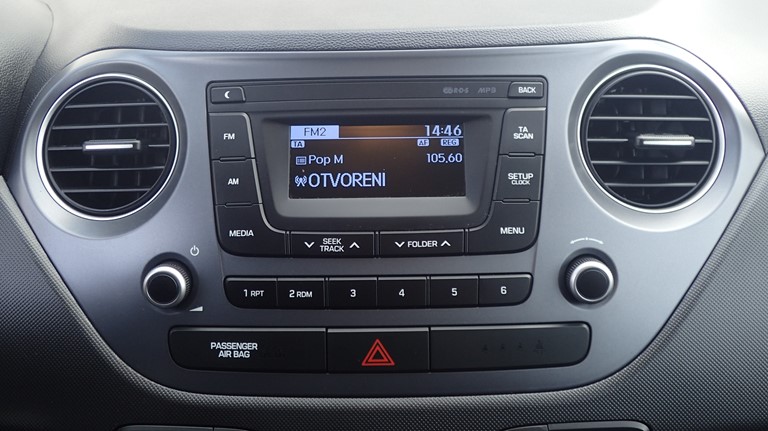 RDS MP3 BACK
FM
FM2 14:46
TA AF REG
Pop M 105,60
OTVORENI
TA
SCAN
AM
SETUP
CLOCK
MEDIA
SEEK
TRACK
FOLDER
MENU
1 RPT
2 RDM
3
4
5
6
PASSENGER
AIR BAG